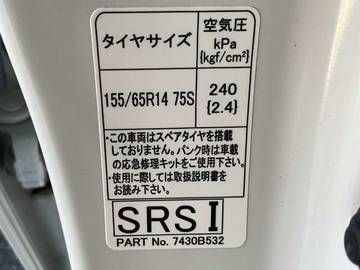 タイヤサイズ
空気圧
kPa
{kgf/cm²}
155/65R14 75S
240
{2.4}
・この車両はスペアタイヤを搭載
しておりません。パンク時は車載
の応急修理キットをご使用下さい。
・使用に際しては取扱説明書を
お読み下さい。
SRS I
PART No. 7430B532